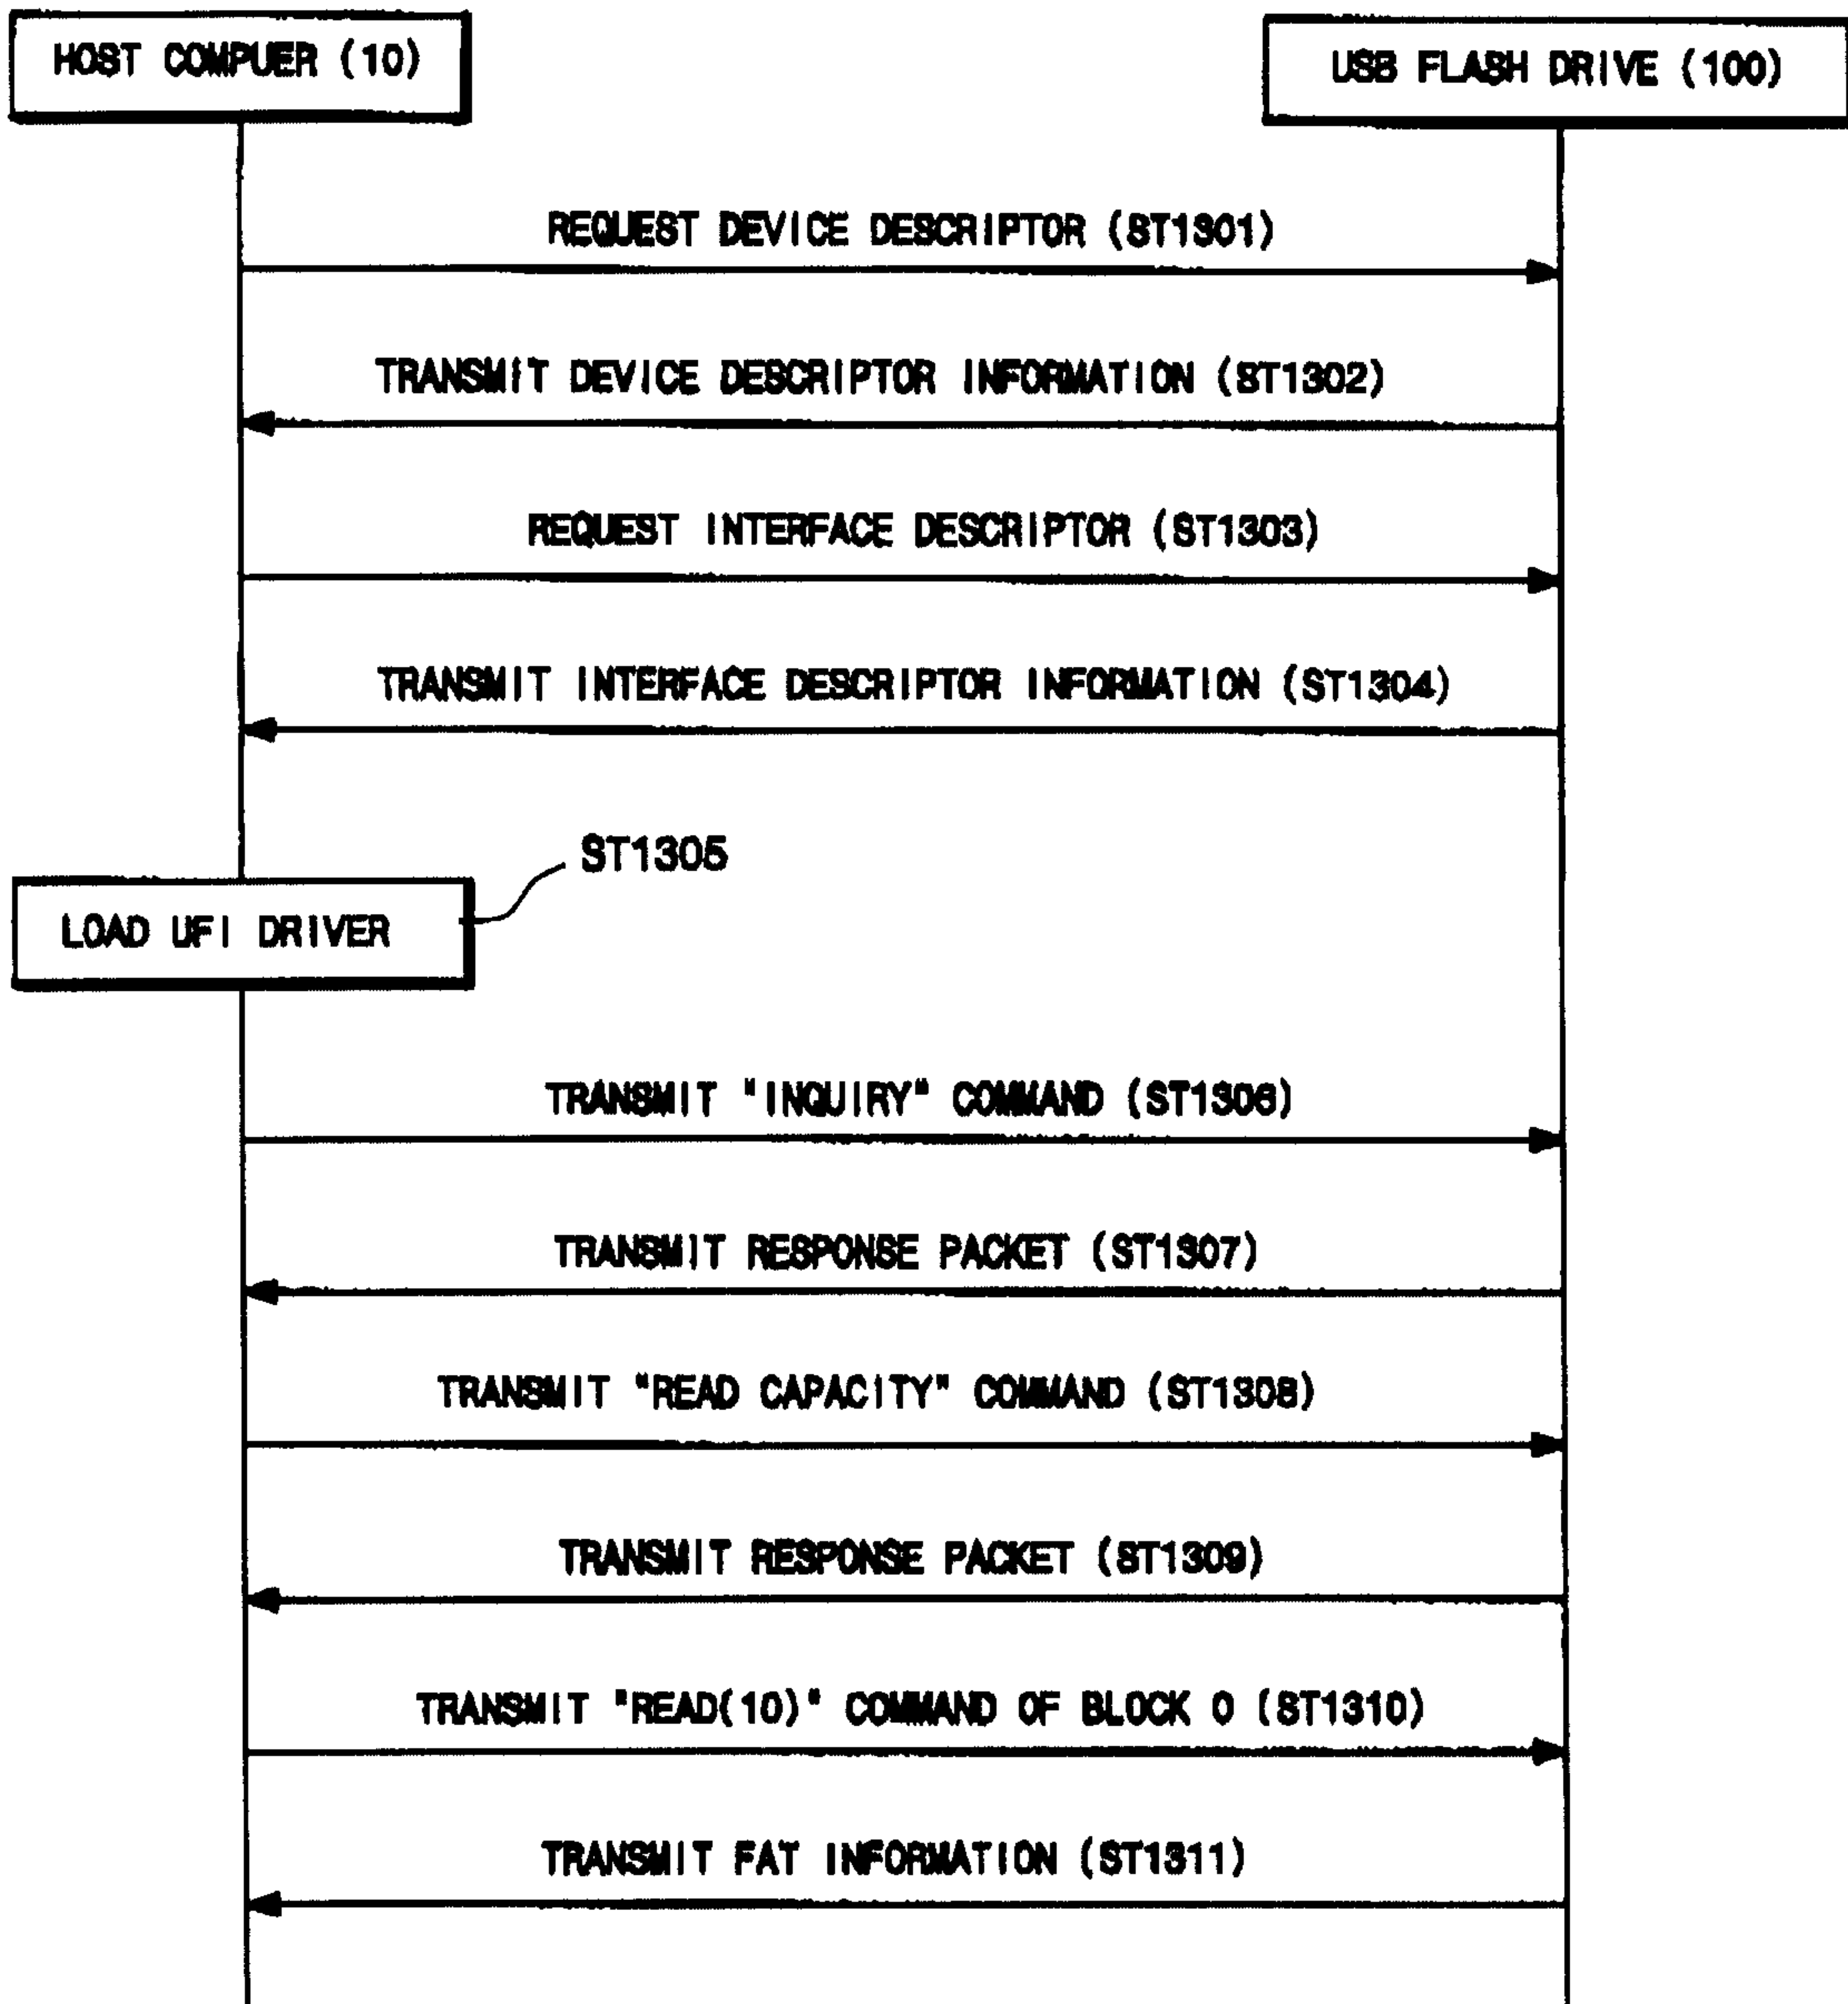 HOST COMPUER (10)
USB FLASH DRIVE (100)
REQUEST DEVICE DESCRIPTOR (ST1301)
TRANSMIT DEVICE DESCRIPTOR INFORMATION (ST1302)
REQUEST INTERFACE DESCRIPTOR (ST1303)
TRANSMIT INTERFACE DESCRIPTOR INFORMATION (ST1304)
ST1305
LOAD UFI DRIVER
TRANSMIT "INQUIRY" COMMAND (ST1306)
TRANSMIT RESPONSE PACKET (ST1307)
TRANSMIT "READ CAPACITY" COMMAND (ST1308)
TRANSMIT RESPONSE PACKET (ST1309)
TRANSMIT "READ(10)" COMMAND OF BLOCK 0 (ST1310)
TRANSMIT FAT INFORMATION (ST1311)